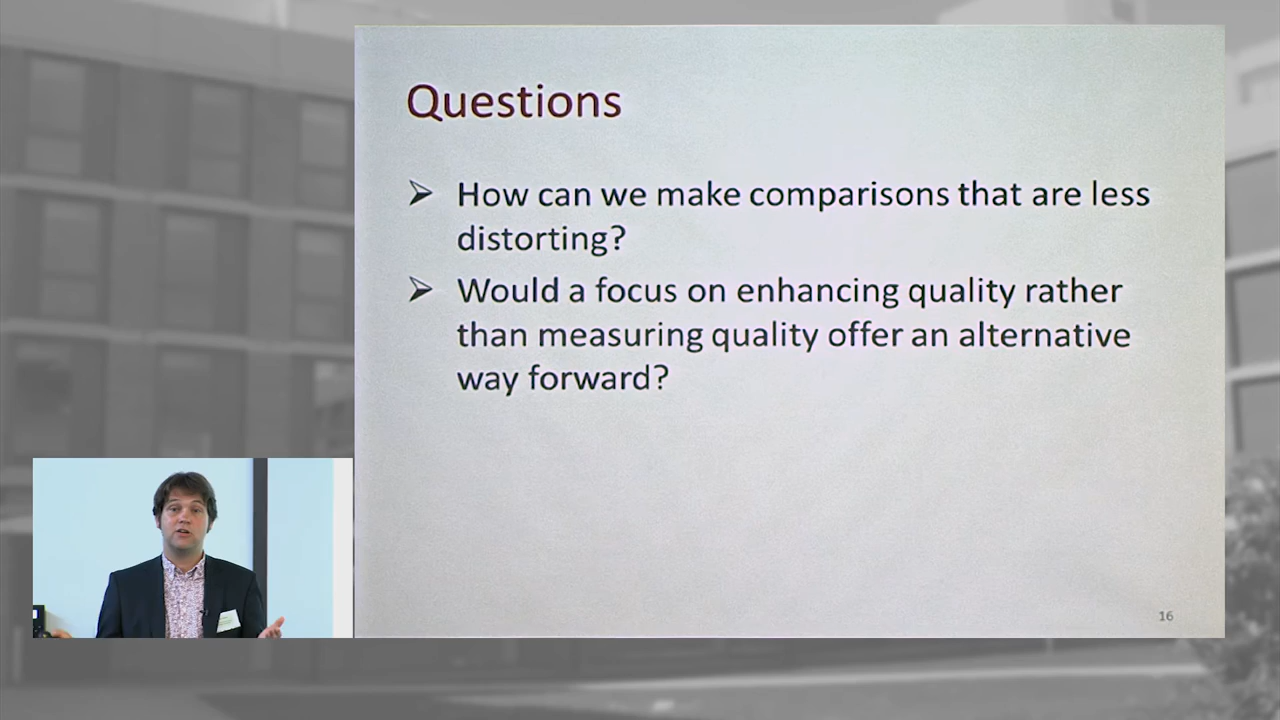 Questions
➢ How can we make comparisons that are less
distorting?
➢ Would a focus on enhancing quality rather
than measuring quality offer an alternative
way forward?
16